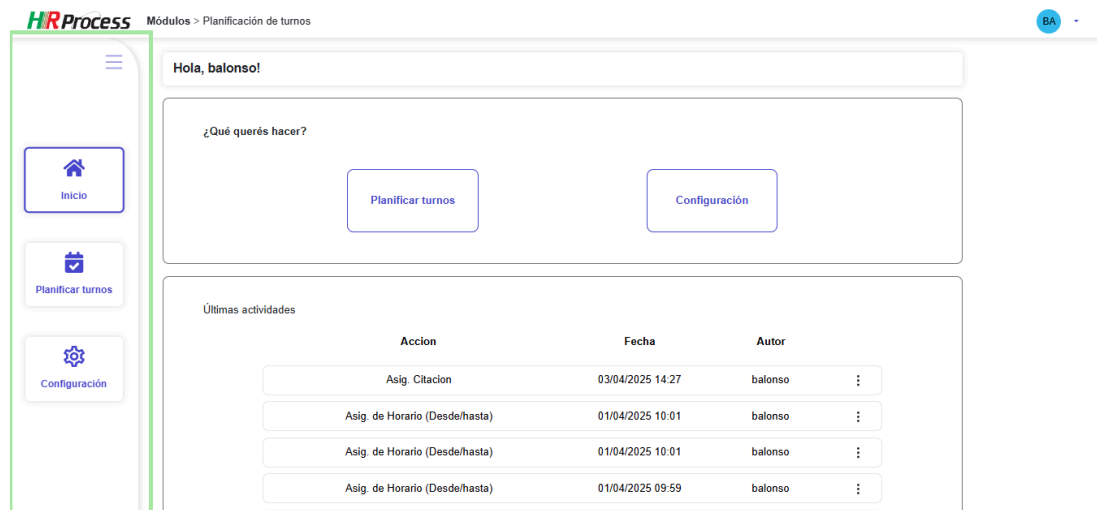 HRProcess Módulos > Planificación de turnos BA
Hola, balonso!
¿Qué querés hacer?
Inicio
Planificar turnos Configuración
Planificar turnos
Últimas actividades
Accion Fecha Autor
Configuración
Asig. Citacion 03/04/2025 14:27 balonso
Asig. de Horario (Desde/hasta) 01/04/2025 10:01 balonso
Asig. de Horario (Desde/hasta) 01/04/2025 10:01 balonso
Asig. de Horario (Desde/hasta) 01/04/2025 09:59 balonso